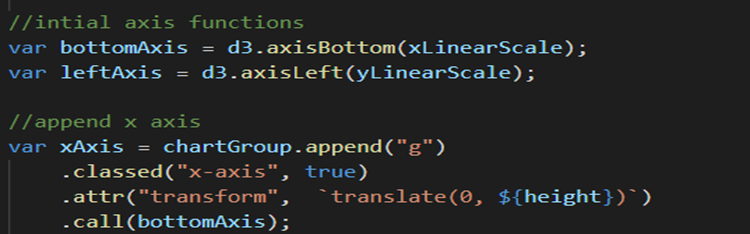 //intial axis functions
var bottomAxis = d3.axisBottom(xLinearScale);
var leftAxis = d3.axisLeft(yLinearScale);

//append x axis
var xAxis = chartGroup.append("g")
    .classed("x-axis", true)
    .attr("transform",  `translate(0, ${height})`)
    .call(bottomAxis);